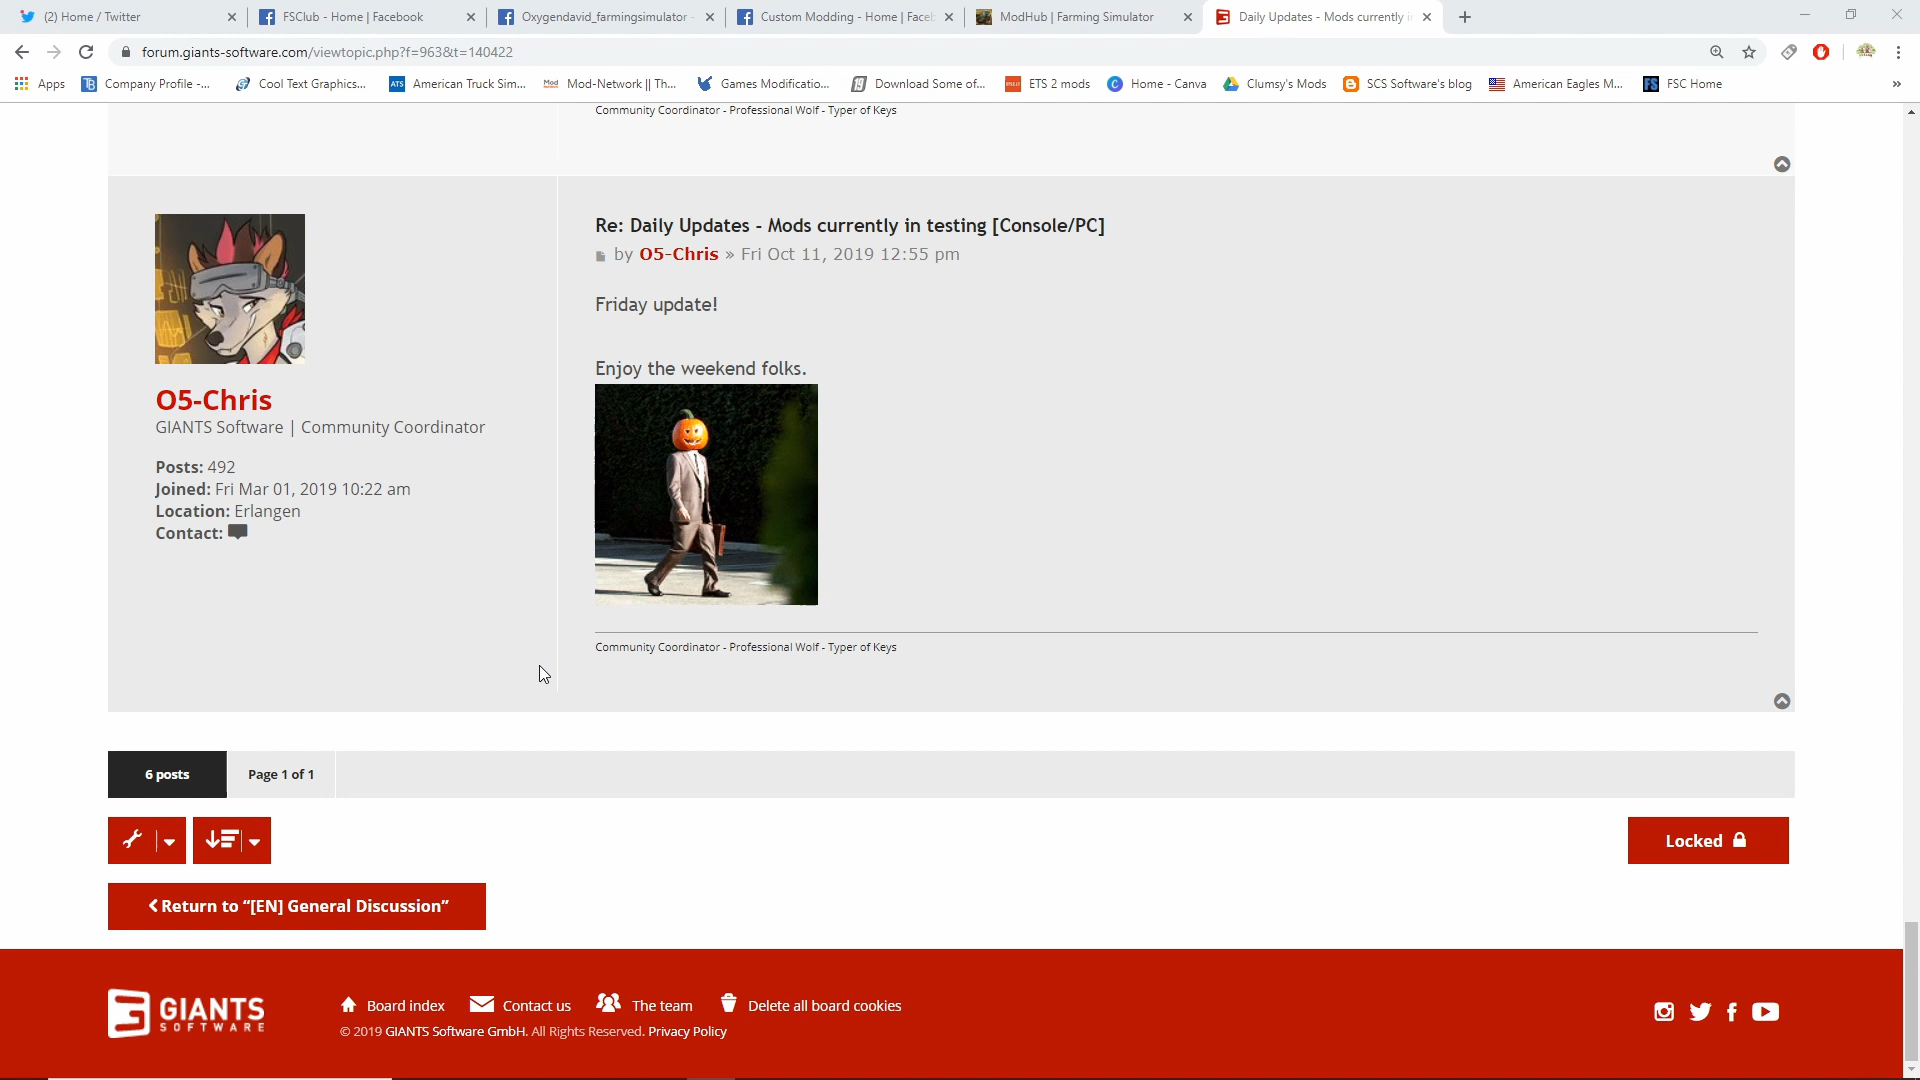 (2) Home / Twitter
FSClub - Home | Facebook
Oxygendavid_farmingsimulator -
Custom Modding - Home | Face
ModHub | Farming Simulator
Daily Updates - Mods currently i
forum.giants-software.com/viewtopic.php?f=963&t=140422
Apps
Company Profile -...
Cool Text Graphics...
ATS
American Truck Sim...
Mod
Mod-Network || Th...
Games Modificatio...
19
Download Some of...
ETS 2 mods
Home - Canva
Clumsy's Mods
SCS Software's blog
American Eagles M...
FS
FSC Home
»
Community Coordinator - Professional Wolf - Typer of Keys
Re: Daily Updates - Mods currently in testing [Console/PC]
by O5-Chris » Fri Oct 11, 2019 12:55 pm
Friday update!
Enjoy the weekend folks.
O5-Chris
GIANTS Software | Community Coordinator
Posts: 492
Joined: Fri Mar 01, 2019 10:22 am
Location: Erlangen
Contact:
Community Coordinator - Professional Wolf - Typer of Keys
6 posts
Page 1 of 1
Locked
Return to “[EN] General Discussion”
GIANTS
SOFTWARE
Board index
Contact us
The team
Delete all board cookies
© 2019 GIANTS Software GmbH. All Rights Reserved. Privacy Policy